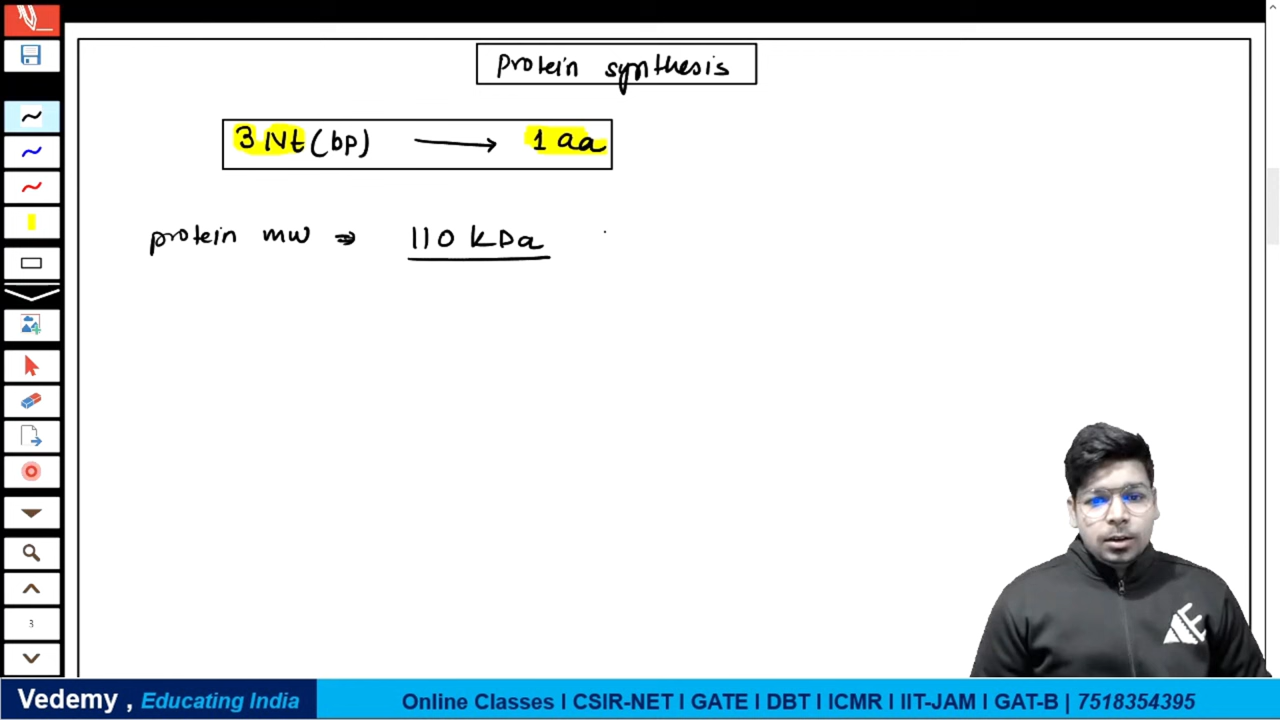 Protein synthesis
3 Nt (bp) → 1 aa
protein mw ⇒ 110 kDa
3
Vedemy , Educating India
Online Classes I CSIR-NET I GATE I DBT I ICMR I IIT-JAM I GAT-B | 7518354395